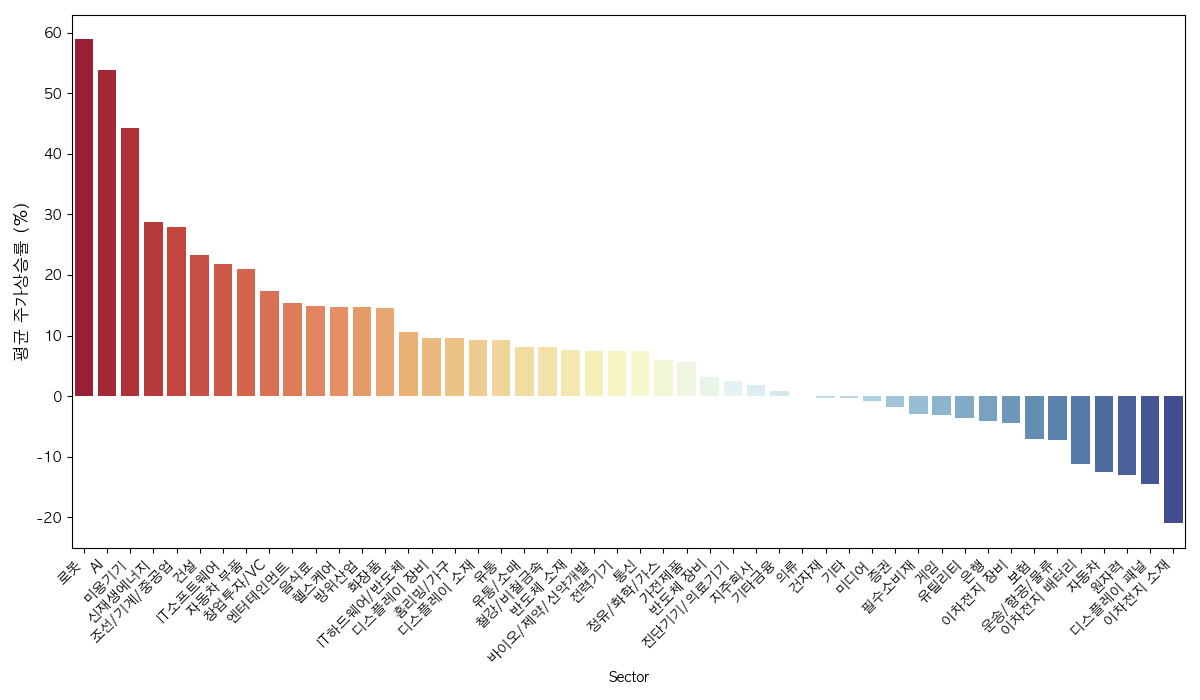 평균 주가상승률 (%)
60
50
40
30
20
10
0
-10
-20
로봇
AI
미용기기
신재생에너지
조선/기계/중공업
건설
IT소프트웨어
자동차 부품
창업투자/VC
엔터테인먼트
음식료
헬스케어
방위산업
화장품
IT하드웨어/반도체
디스플레이 장비
홈리빙/가구
디스플레이 소재
유통
유통/소매
철강/비철금속
반도체 소재
바이오/제약/신약개발
전력기기
통신
정유/화학/가스
가전제품
반도체 장비
진단기기/의료기기
지주회사
기타금융
의류
건자재
기타
미디어
증권
필수소비재
게임
유틸리티
은행
이차전지 장비
보험
운송/항공/물류
이차전지 배터리
자동차
원자력
디스플레이 패널
이차전지 소재
Sector